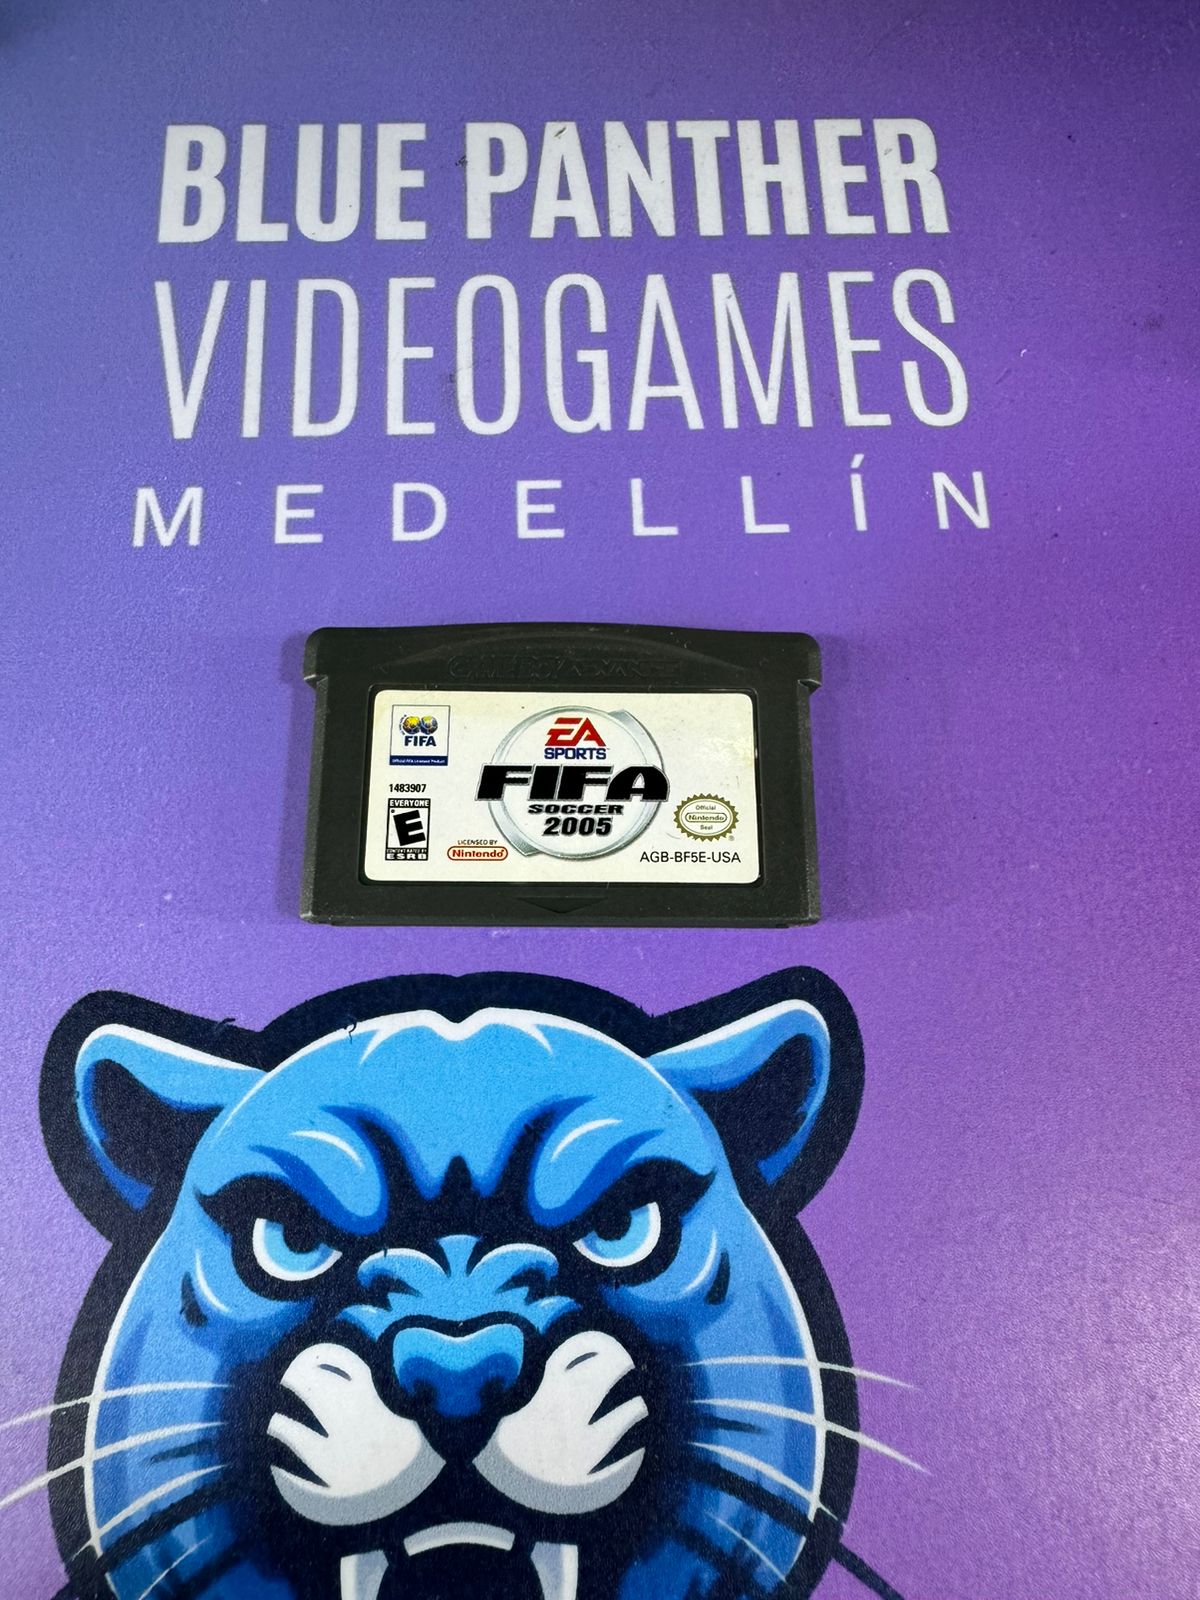 BLUE PANTHER
VIDEOGAMES
MEDELLÍN
GAME BOY ADVANCE
FIFA
Official FIFA Licensed Product
1483907
EVERYONE
E
CONTENT RATED BY
ESRB
LICENSED BY
Nintendo
EA
SPORTS
FIFA
SOCCER
2005
Official
Nintendo
Seal
AGB-BF5E-USA